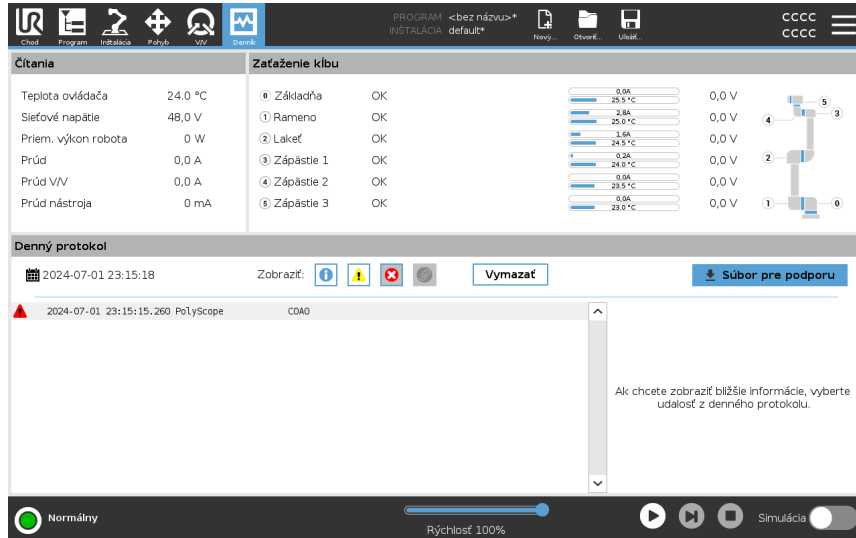 Chod Program Inštalácia Pohyb V/V Denník
PROGRAM <bez názvu>*
INŠTALÁCIA default*
Nový... Otvoriť... Uložiť...
CCCC
CCCC
Čítania
Teplota ovládača 24.0 °C
Sieťové napätie 48,0 V
Priem. výkon robota 0 W
Prúd 0,0 A
Prúd V/V 0,0 A
Prúd nástroja 0 mA
Zaťaženie kĺbu
0 Základňa OK 0,0A 25.5 °C 0,0 V
1 Rameno OK 2,8A 25.0 °C 0,0 V
2 Lakeť OK 1,6A 24.5 °C 0,0 V
3 Zápästie 1 OK 0,2A 24.0 °C 0,0 V
4 Zápästie 2 OK 0,0A 23.5 °C 0,0 V
5 Zápästie 3 OK 0,0A 23.0 °C 0,0 V
5
4 3
2
1 0
Denný protokol
2024-07-01 23:15:18 Zobraziť: Vymazať Súbor pre podporu
2024-07-01 23:15:15.260 PolyScope C0A0
Ak chcete zobraziť bližšie informácie, vyberte
udalosť z denného protokolu.
Normálny
Rýchlosť 100%
Simulácia